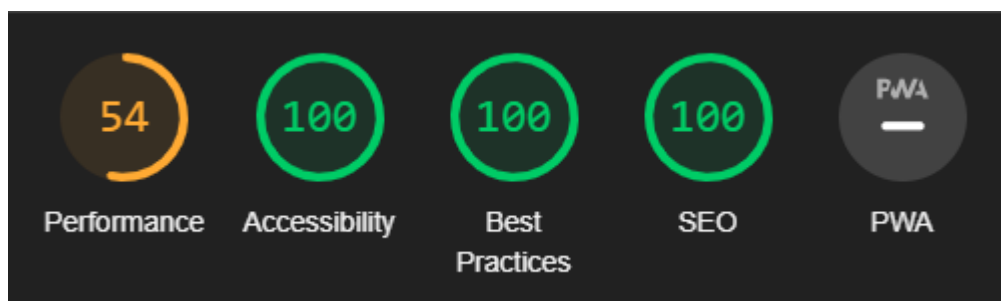 54
100
100
100
PWA
Performance
Accessibility
Best
Practices
SEO
PWA